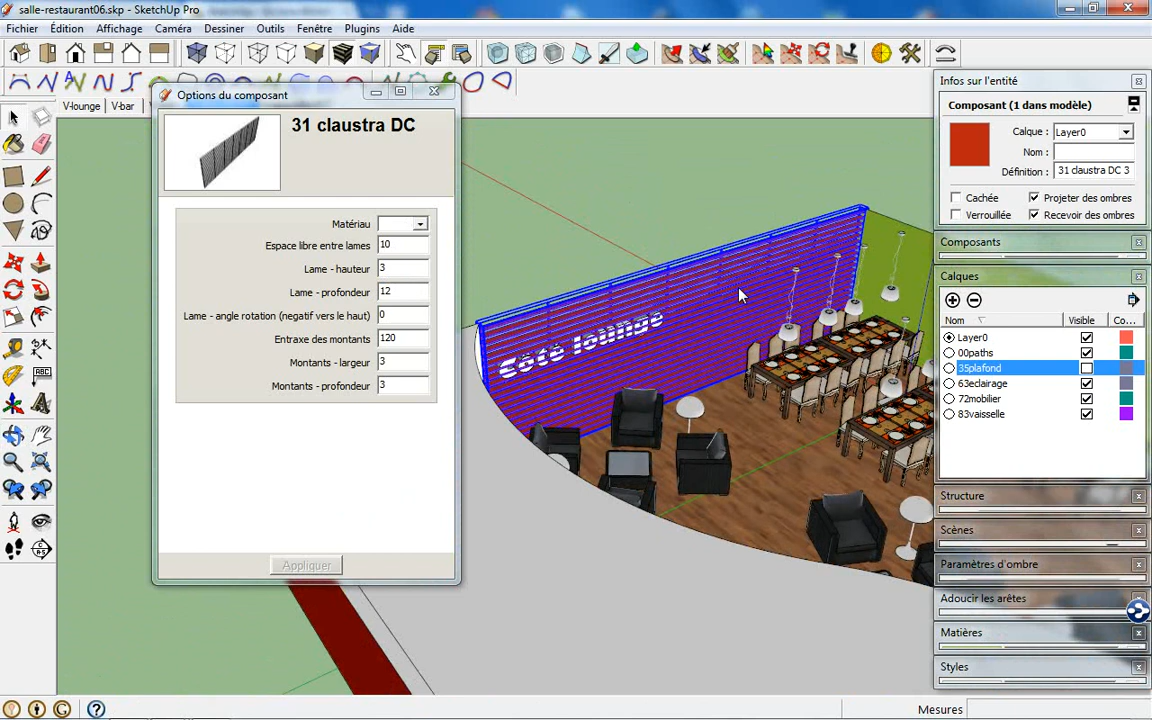 salle-restaurant06.skp - SketchUp Pro
Fichier Édition Affichage Caméra Dessiner Outils Fenêtre Plugins Aide
V-lounge V-bar
Options du composant
31 claustra DC
Matériau
Espace libre entre lames 10
Lame - hauteur 3
Lame - profondeur 12
Lame - angle rotation (negatif vers le haut) 0
Entraxe des montants 120
Montants - largeur 3
Montants - profondeur 3
Appliquer
côté lounge
Infos sur l'entité
Composant (1 dans modèle)
Calque : Layer0
Nom :
Définition : 31 claustra DC 3
Cachée Projeter des ombres
Verrouillée Recevoir des ombres
Composants
Calques
Nom Visible Co...
Layer0
00paths
35plafond
63eclairage
72mobilier
83vaisselle
Structure
Scènes
Paramètres d'ombre
Adoucir les arêtes
Matières
Styles
Mesures